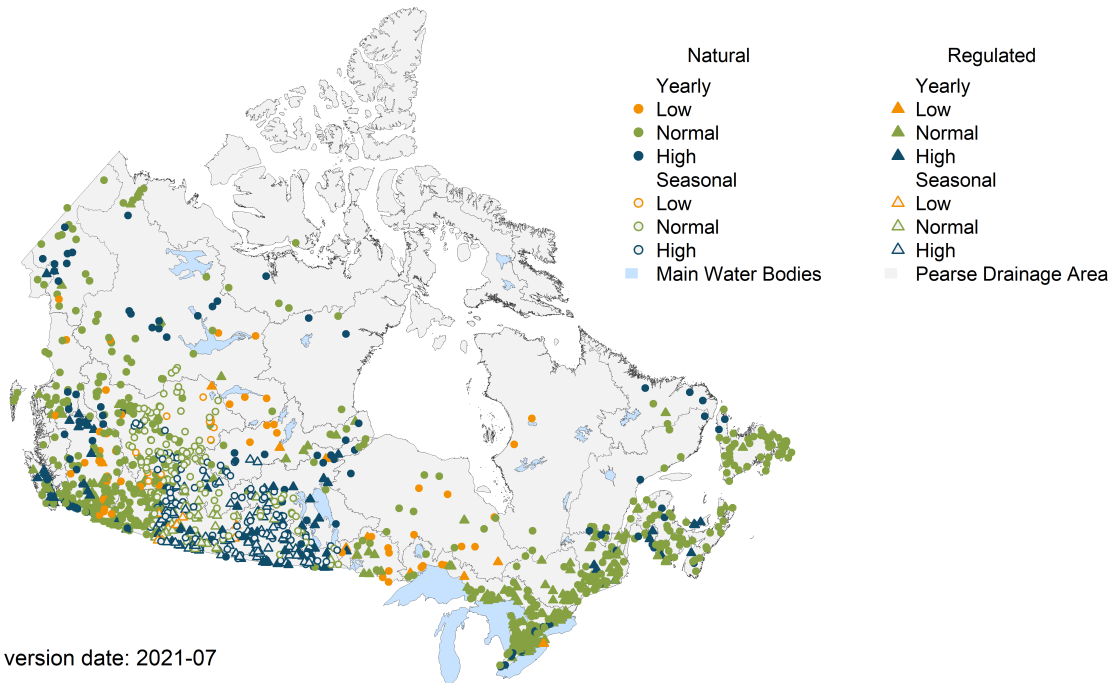 Natural
Yearly
Low
Normal
High
Seasonal
Low
Normal
High
Main Water Bodies
Regulated
Yearly
Low
Normal
High
Seasonal
Low
Normal
High
Pearse Drainage Area
version date: 2021-07